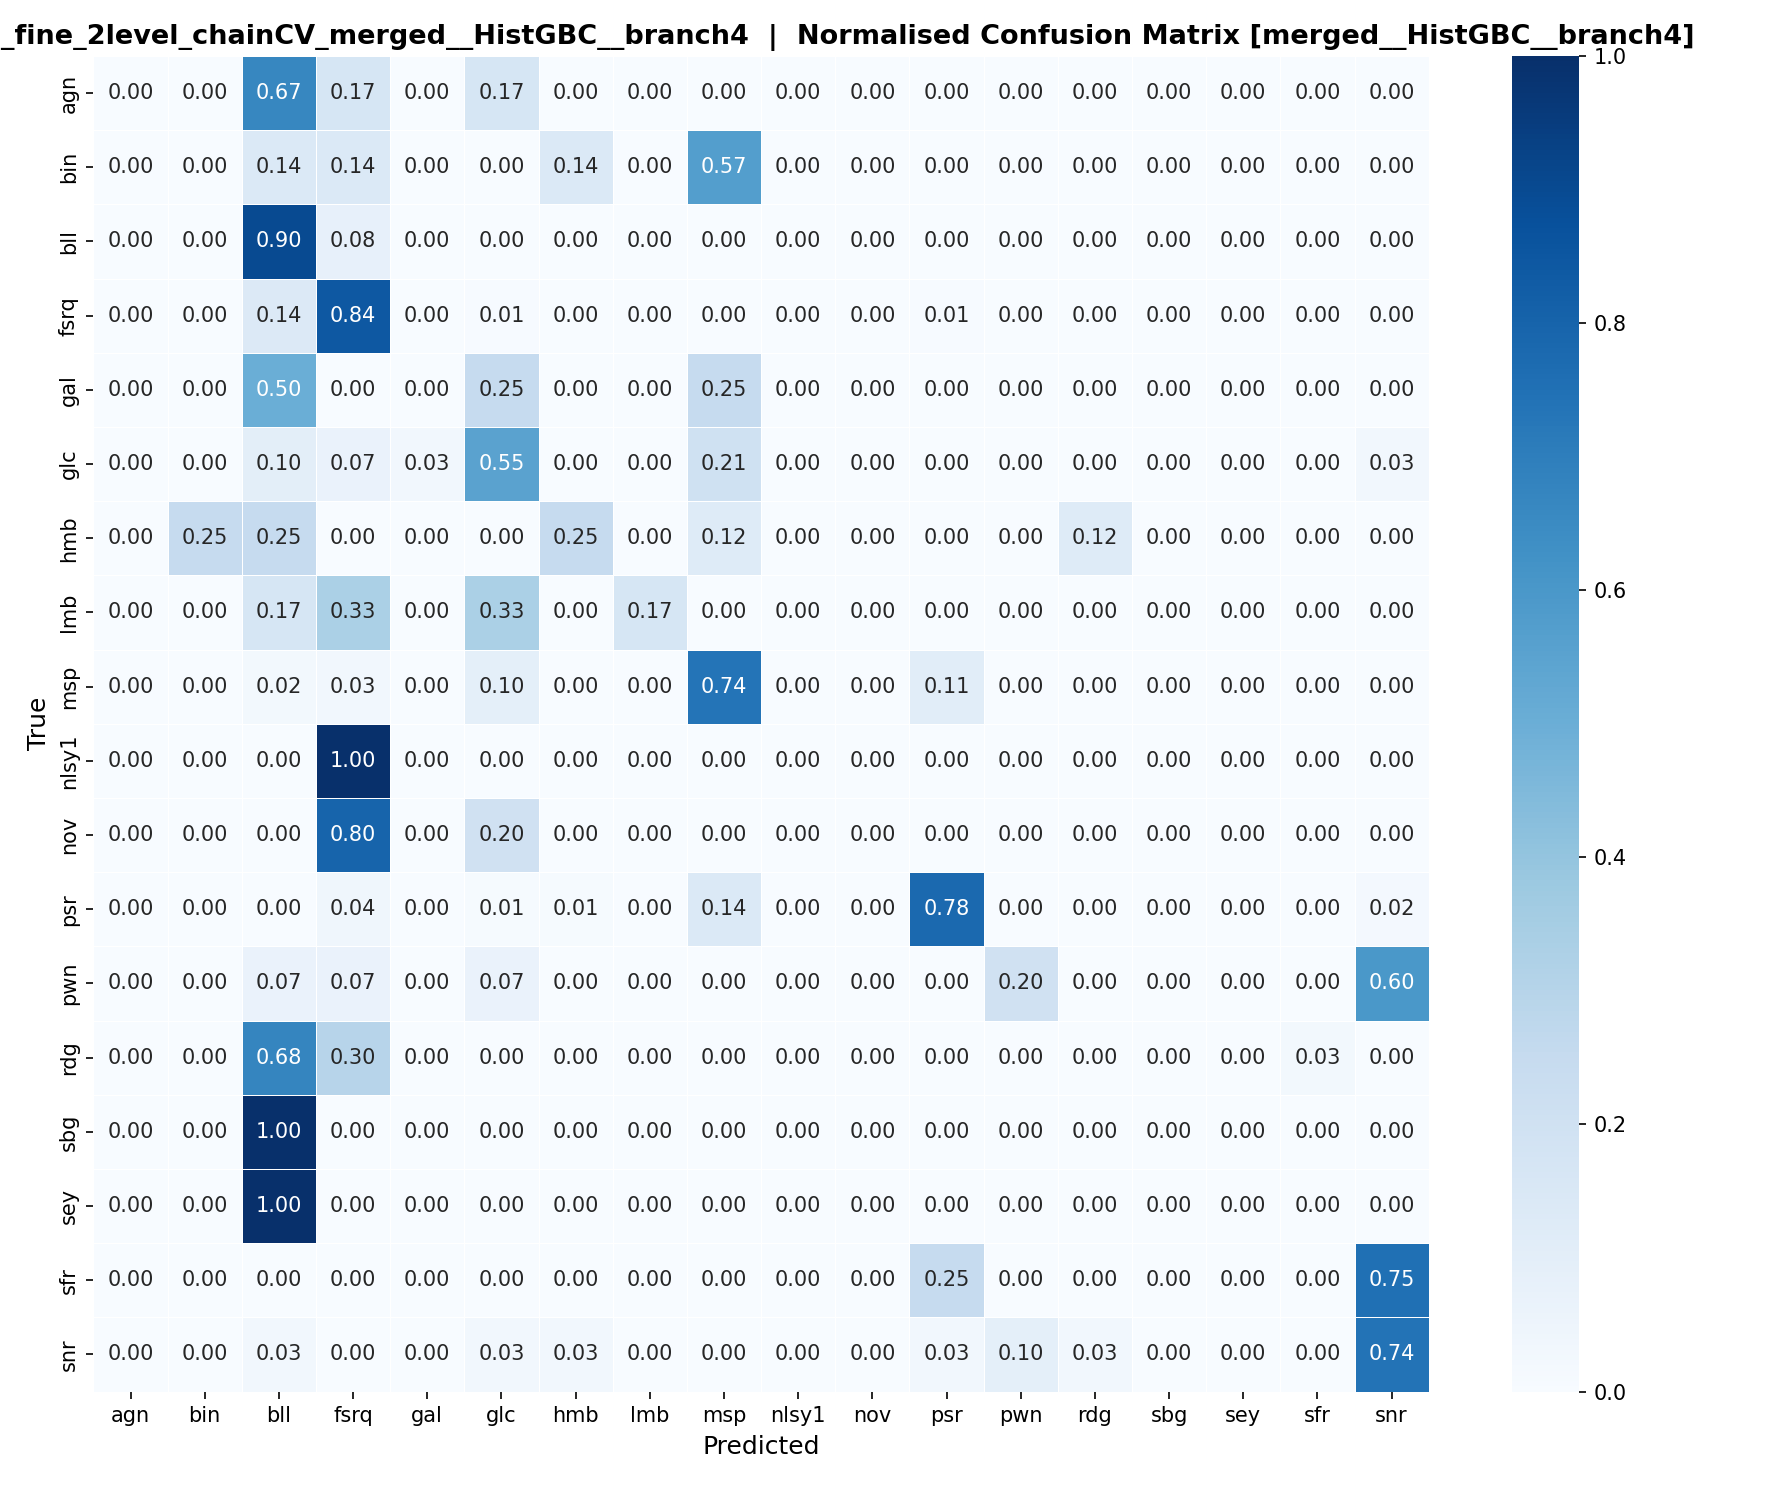 _fine_2level_chainCV_merged__HistGBC__branch4 | Normalised Confusion Matrix [merged__HistGBC__branch4]
agn 0.00 0.00 0.67 0.17 0.00 0.17 0.00 0.00 0.00 0.00 0.00 0.00 0.00 0.00 0.00 0.00 0.00 0.00
bin 0.00 0.00 0.14 0.14 0.00 0.00 0.14 0.00 0.57 0.00 0.00 0.00 0.00 0.00 0.00 0.00 0.00 0.00
bll 0.00 0.00 0.90 0.08 0.00 0.00 0.00 0.00 0.00 0.00 0.00 0.00 0.00 0.00 0.00 0.00 0.00 0.00
fsrq 0.00 0.00 0.14 0.84 0.00 0.01 0.00 0.00 0.00 0.00 0.00 0.01 0.00 0.00 0.00 0.00 0.00 0.00
gal 0.00 0.00 0.50 0.00 0.00 0.25 0.00 0.00 0.25 0.00 0.00 0.00 0.00 0.00 0.00 0.00 0.00 0.00
glc 0.00 0.00 0.10 0.07 0.03 0.55 0.00 0.00 0.21 0.00 0.00 0.00 0.00 0.00 0.00 0.00 0.00 0.03
hmb 0.00 0.25 0.25 0.00 0.00 0.00 0.25 0.00 0.12 0.00 0.00 0.00 0.00 0.12 0.00 0.00 0.00 0.00
lmb 0.00 0.00 0.17 0.33 0.00 0.33 0.00 0.17 0.00 0.00 0.00 0.00 0.00 0.00 0.00 0.00 0.00 0.00
msp 0.00 0.00 0.02 0.03 0.00 0.10 0.00 0.00 0.74 0.00 0.00 0.11 0.00 0.00 0.00 0.00 0.00 0.00
nlsy1 0.00 0.00 0.00 1.00 0.00 0.00 0.00 0.00 0.00 0.00 0.00 0.00 0.00 0.00 0.00 0.00 0.00 0.00
nov 0.00 0.00 0.00 0.80 0.00 0.20 0.00 0.00 0.00 0.00 0.00 0.00 0.00 0.00 0.00 0.00 0.00 0.00
psr 0.00 0.00 0.00 0.04 0.00 0.01 0.01 0.00 0.14 0.00 0.00 0.78 0.00 0.00 0.00 0.00 0.00 0.02
pwn 0.00 0.00 0.07 0.07 0.00 0.07 0.00 0.00 0.00 0.00 0.00 0.00 0.20 0.00 0.00 0.00 0.00 0.60
rdg 0.00 0.00 0.68 0.30 0.00 0.00 0.00 0.00 0.00 0.00 0.00 0.00 0.00 0.00 0.00 0.00 0.03 0.00
sbg 0.00 0.00 1.00 0.00 0.00 0.00 0.00 0.00 0.00 0.00 0.00 0.00 0.00 0.00 0.00 0.00 0.00 0.00
sey 0.00 0.00 1.00 0.00 0.00 0.00 0.00 0.00 0.00 0.00 0.00 0.00 0.00 0.00 0.00 0.00 0.00 0.00
sfr 0.00 0.00 0.00 0.00 0.00 0.00 0.00 0.00 0.00 0.00 0.00 0.25 0.00 0.00 0.00 0.00 0.00 0.75
snr 0.00 0.00 0.03 0.00 0.00 0.03 0.03 0.00 0.00 0.00 0.00 0.03 0.10 0.03 0.00 0.00 0.00 0.74
agn bin bll fsrq gal glc hmb lmb msp nlsy1 nov psr pwn rdg sbg sey sfr snr
Predicted
True
1.0
0.8
0.6
0.4
0.2
0.0